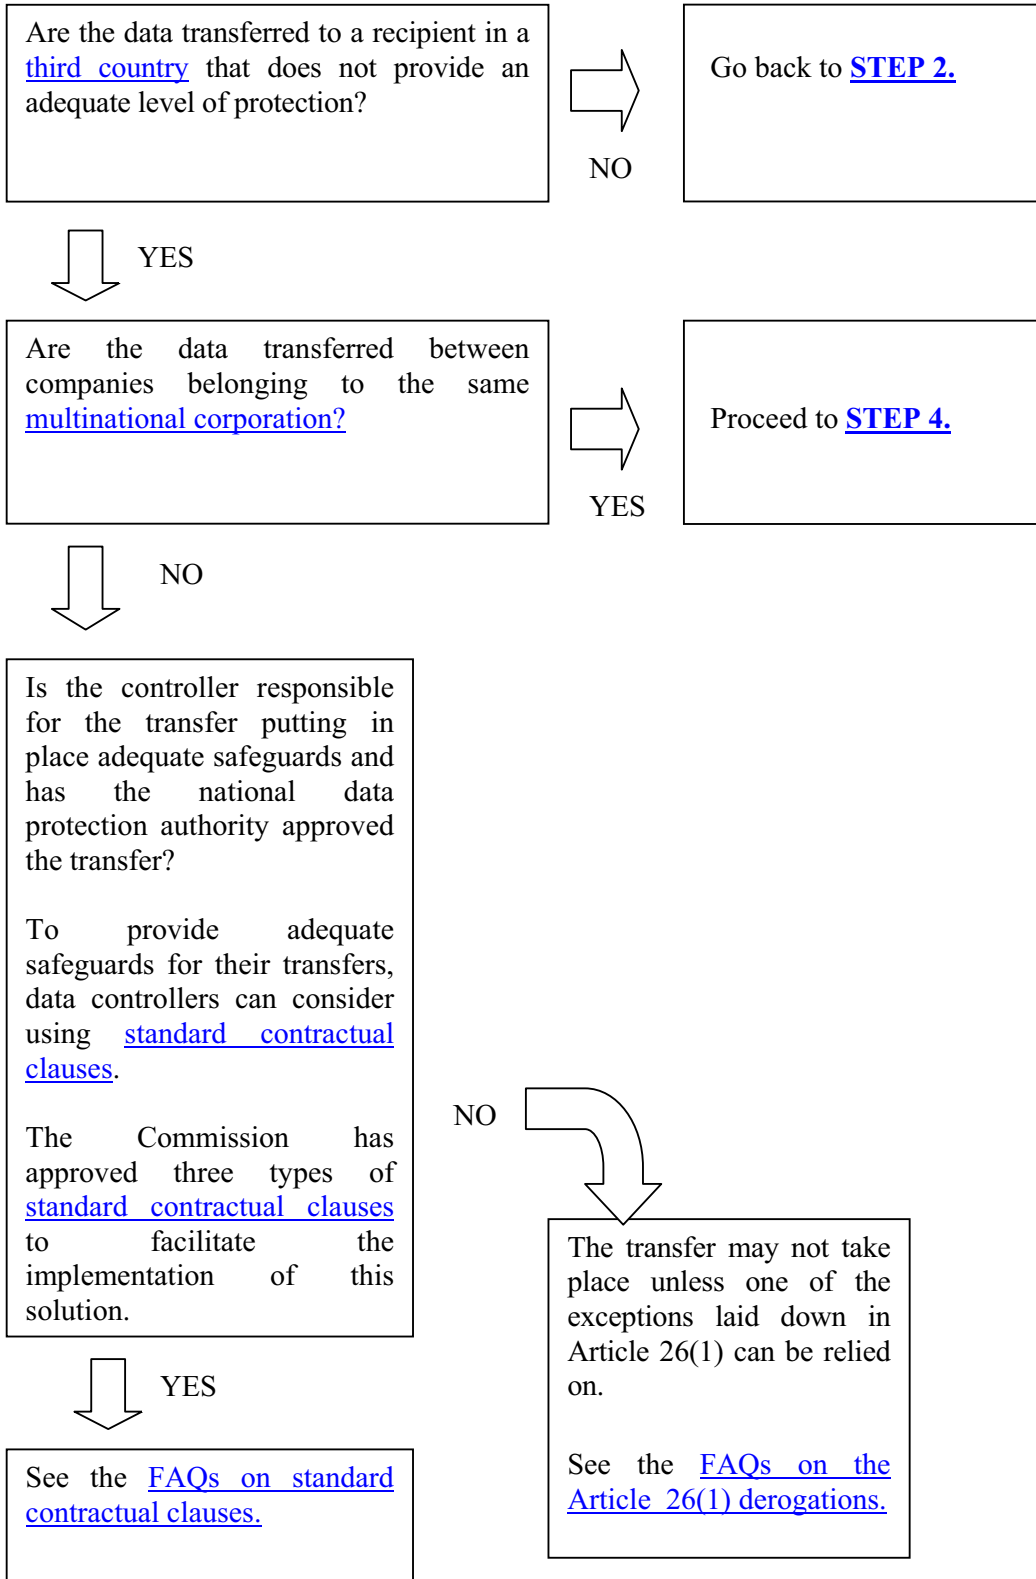 Are the data transferred to a recipient in a
third country that does not provide an
adequate level of protection?
Go back to STEP 2.
NO
YES
Are the data transferred between
companies belonging to the same
multinational corporation?
Proceed to STEP 4.
YES
NO
Is the controller responsible
for the transfer putting in
place adequate safeguards and
has the national data
protection authority approved
the transfer?
To provide adequate
safeguards for their transfers,
data controllers can consider
using standard contractual
clauses.
The Commission has
approved three types of
standard contractual clauses
to facilitate the
implementation of this
solution.
NO
The transfer may not take
place unless one of the
exceptions laid down in
Article 26(1) can be relied
on.
See the FAQs on the
Article 26(1) derogations.
YES
See the FAQs on standard
contractual clauses.